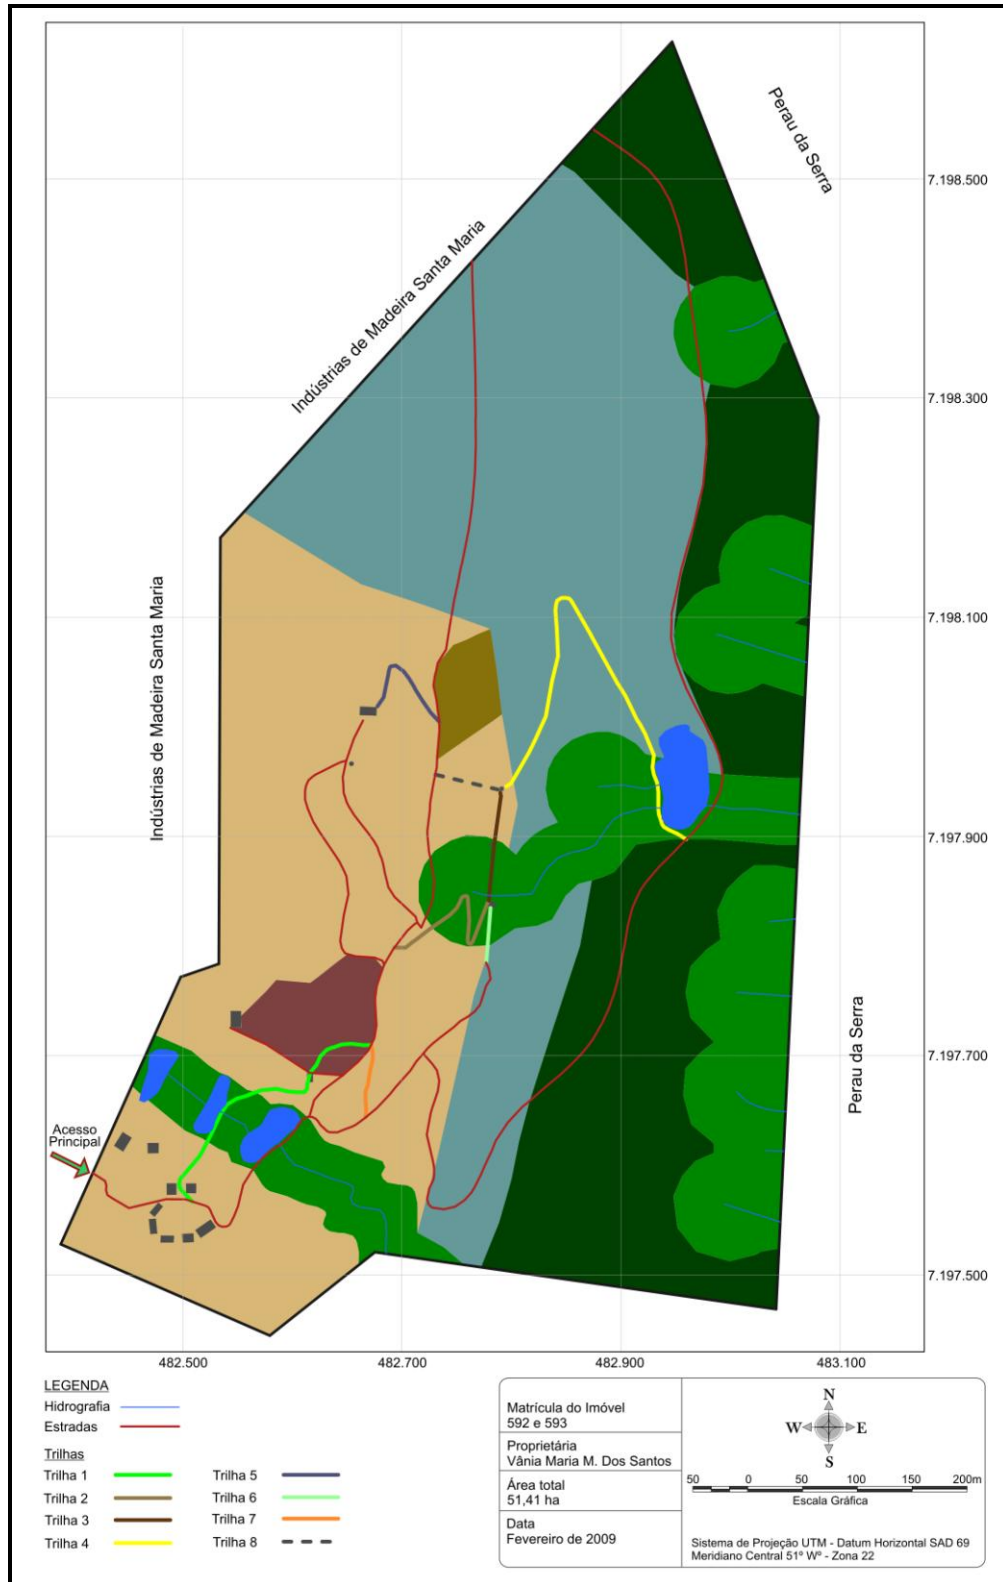 Perau da Serra
7.198.500
Indústrias de Madeira Santa Maria
7.198.300
Indústrias de Madeira Santa Maria
7.198.100
7.197.900
Perau da Serra
7.197.700
Acesso
Principal
7.197.500
482.500
482.700
482.900
483.100
LEGENDA
Hidrografia
Estradas
Trilhas
Trilha 1
Trilha 2
Trilha 3
Trilha 4
Trilha 5
Trilha 6
Trilha 7
Trilha 8
Matrícula do Imóvel
592 e 593
Proprietária
Vânia Maria M. Dos Santos
Área total
51,41 ha
Data
Fevereiro de 2009
N
W E
S
50 0 50 100 150 200m
Escala Gráfica
Sistema de Projeção UTM - Datum Horizontal SAD 69
Meridiano Central 51º Wº - Zona 22